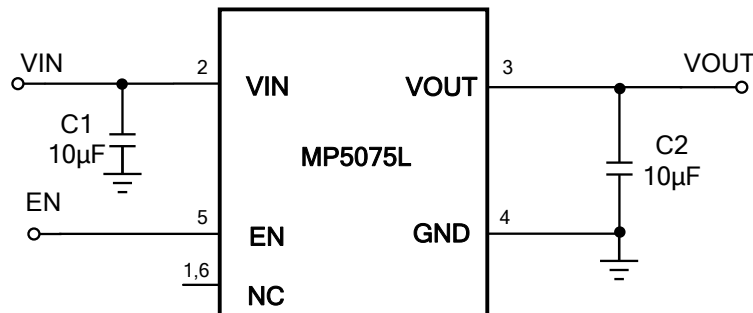 VIN
2
VIN
VOUT
3
VOUT
C1
10µF
MP5075L
C2
10µF
EN
5
EN
GND
4
1,6
NC